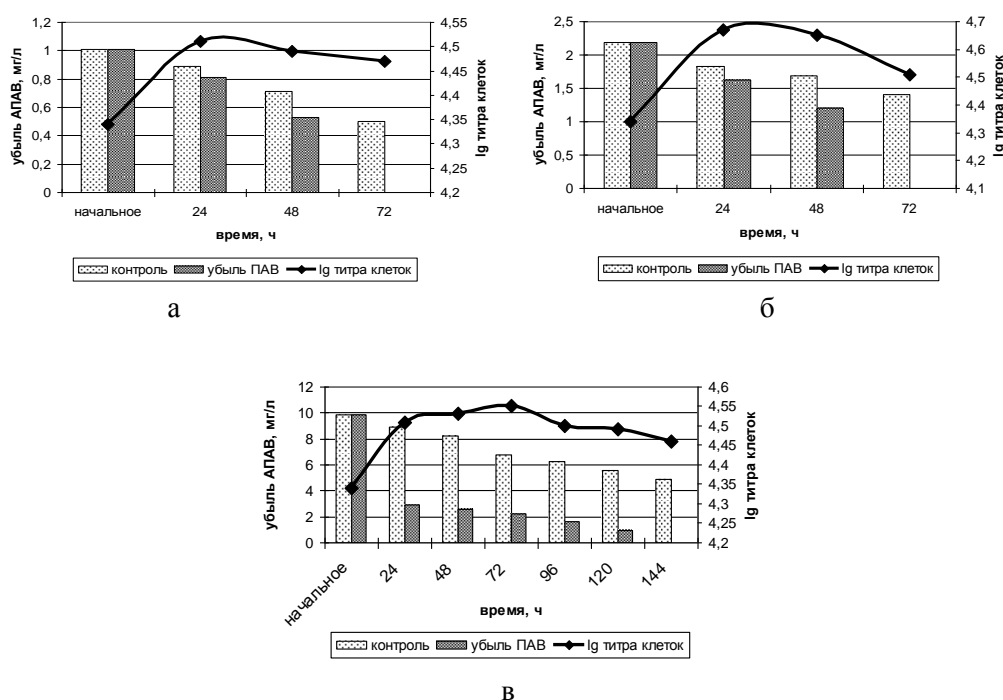 убыль АПАВ, мг/л
1,2
1
0,8
0,6
0,4
0,2
0
4,55
4,5
4,45
4,4
4,35
4,3
4,25
4,2
lg титра клеток
начальное 24 48 72
время, ч
контроль убыль ПАВ lg титра клеток
а
убыль АПАВ, мг/л
2,5
2
1,5
1
0,5
0
4,7
4,6
4,5
4,4
4,3
4,2
4,1
lg титра клеток
начальное 24 48 72
время, ч
контроль убыль ПАВ lg титра клеток
б
убыль АПАВ, мг/л
12
10
8
6
4
2
0
4,6
4,55
4,5
4,45
4,4
4,35
4,3
4,25
4,2
lg титра клеток
начальное 24 48 72 96 120 144
время, ч
контроль убыль ПАВ lg титра клеток
в